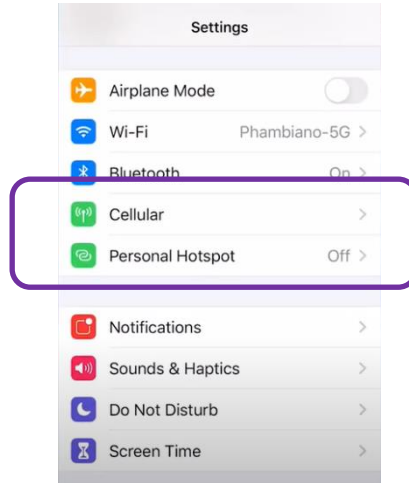 Settings
Airplane Mode
Wi-Fi Phambiano-5G
Bluetooth On
Cellular
Personal Hotspot Off
Notifications
Sounds & Haptics
Do Not Disturb
Screen Time